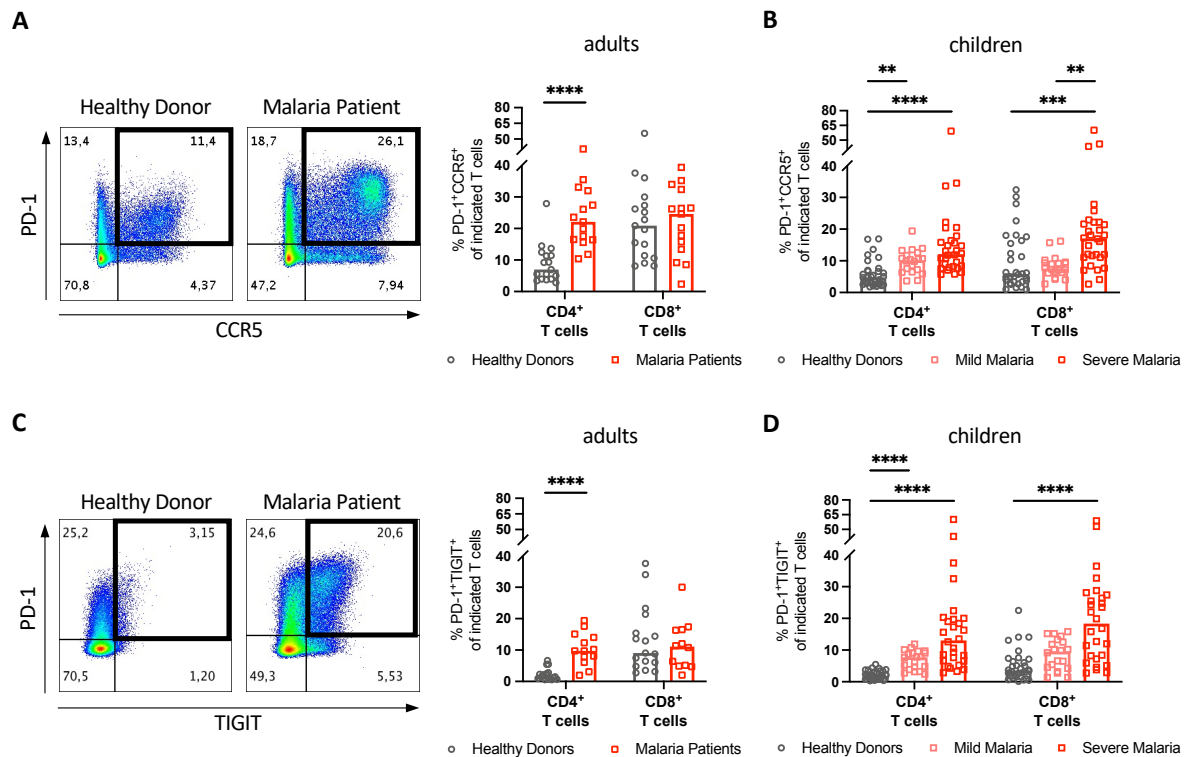 A
adults
Healthy Donor
Malaria Patient
13,4
11,4
70,8
4,37
18,7
26,1
47,2
7,94
PD-1
CCR5
****
% PD-1⁺CCR5⁺
of indicated T cells
80
65
50
40
30
20
10
0
CD4⁺
T cells
CD8⁺
T cells
Healthy Donors
Malaria Patients
B
children
**
****
**
***
% PD-1⁺CCR5⁺
of indicated T cells
80
65
50
40
30
20
10
0
CD4⁺
T cells
CD8⁺
T cells
Healthy Donors
Mild Malaria
Severe Malaria
C
adults
Healthy Donor
Malaria Patient
25,2
3,15
70,5
1,20
24,6
20,6
49,3
5,53
PD-1
TIGIT
****
% PD-1⁺TIGIT⁺
of indicated T cells
80
65
50
40
30
20
10
0
CD4⁺
T cells
CD8⁺
T cells
Healthy Donors
Malaria Patients
D
children
****
****
****
% PD-1⁺TIGIT⁺
of indicated T cells
80
65
50
40
30
20
10
0
CD4⁺
T cells
CD8⁺
T cells
Healthy Donors
Mild Malaria
Severe Malaria